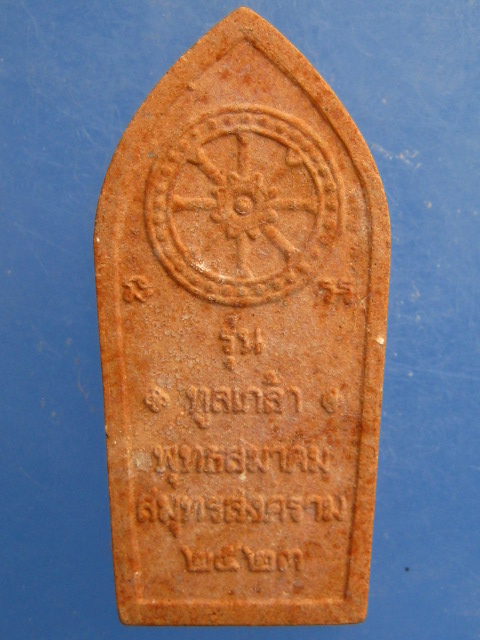 รุ่น
ทูลเกล้า
พุทธสมาคม
สมุทรสงคราม
๒๕๒๓